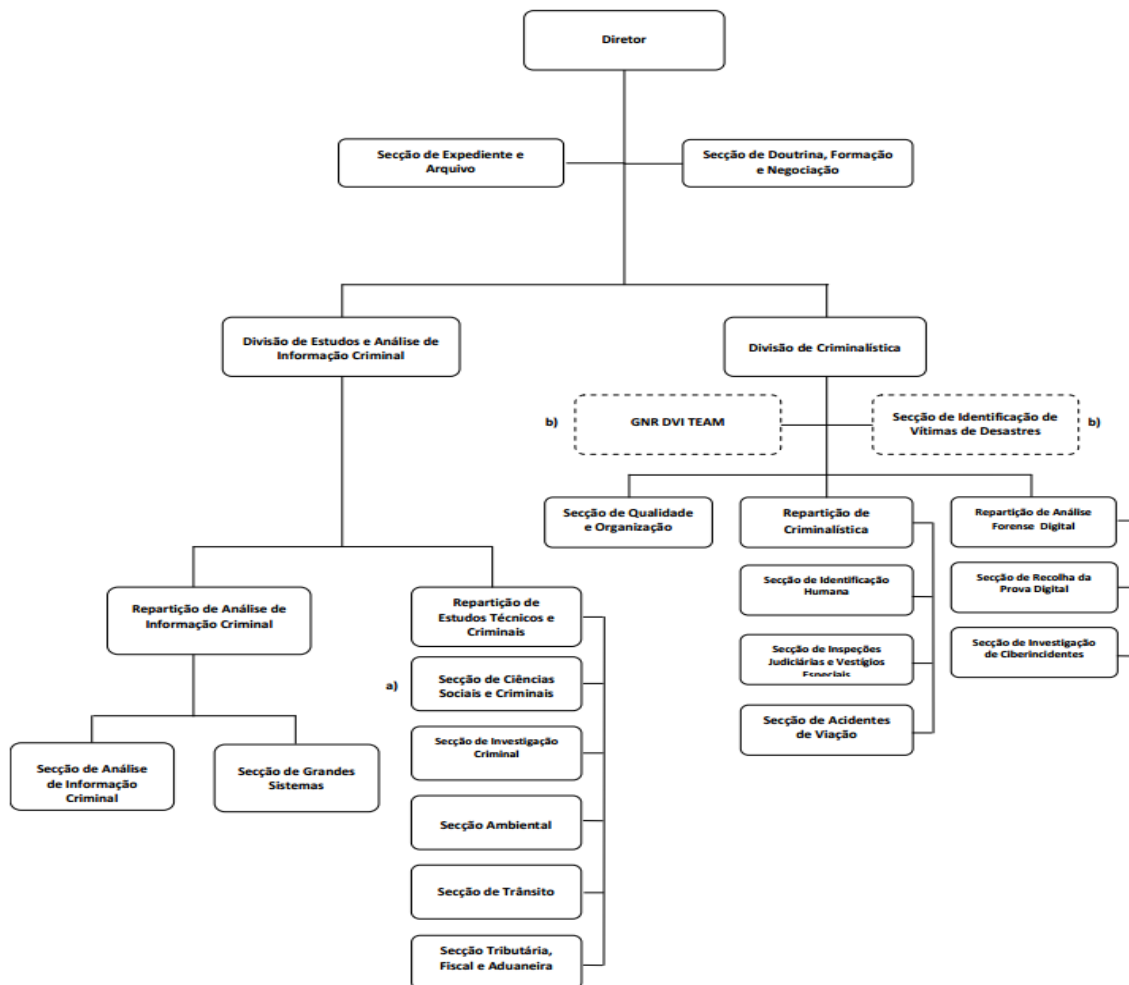 Diretor
Secção de Expediente e
Arquivo
Secção de Doutrina, Formação
e Negociação
Divisão de Estudos e Análise de
Informação Criminal
Divisão de Criminalística
b)
GNR DVI TEAM
Secção de Identificação de
Vítimas de Desastres
b)
Secção de Qualidade
e Organização
Repartição de
Criminalística
Repartição de Análise
Forense Digital
Secção de Identificação
Humana
Secção de Recolha da
Prova Digital
Secção de Inspeções
Judiciárias e Vestígios
Especiais
Secção de Investigação
de Ciberincidentes
Secção de Acidentes
de Viação
Repartição de Análise de
Informação Criminal
Repartição de
Estudos Técnicos e
Criminais
a)
Secção de Ciências
Sociais e Criminais
Secção de Investigação
Criminal
Secção de Análise
de Informação
Criminal
Secção de Grandes
Sistemas
Secção Ambiental
Secção de Trânsito
Secção Tributária,
Fiscal e Aduaneira